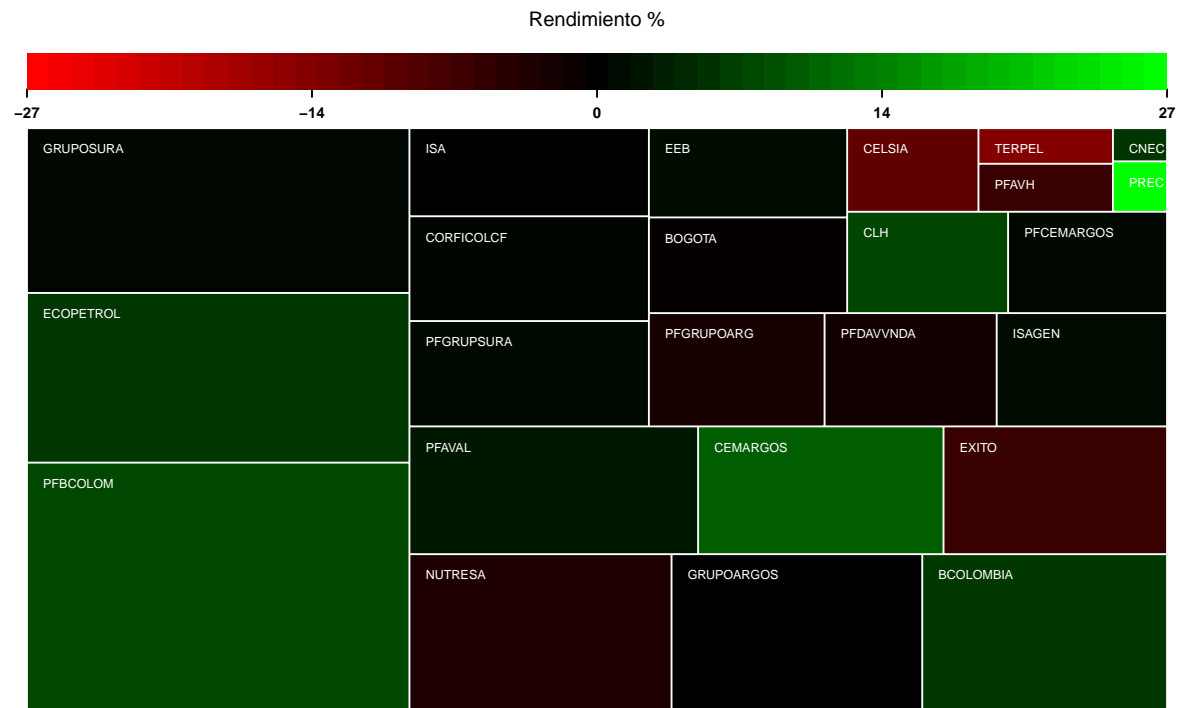 Rendimiento %
−27 −14 0 14 27
GRUPOSURA
ECOPETROL
PFBCOLOM
ISA
CORFICOLCF
PFGRUPSURA
EEB
BOGOTA
CELSIA
TERPEL
PFAVH
CNEC
PREC
CLH
PFCEMARGOS
PFGRUPOARG
PFDAVVNDA
ISAGEN
PFAVAL
CEMARGOS
EXITO
NUTRESA
GRUPOARGOS
BCOLOMBIA